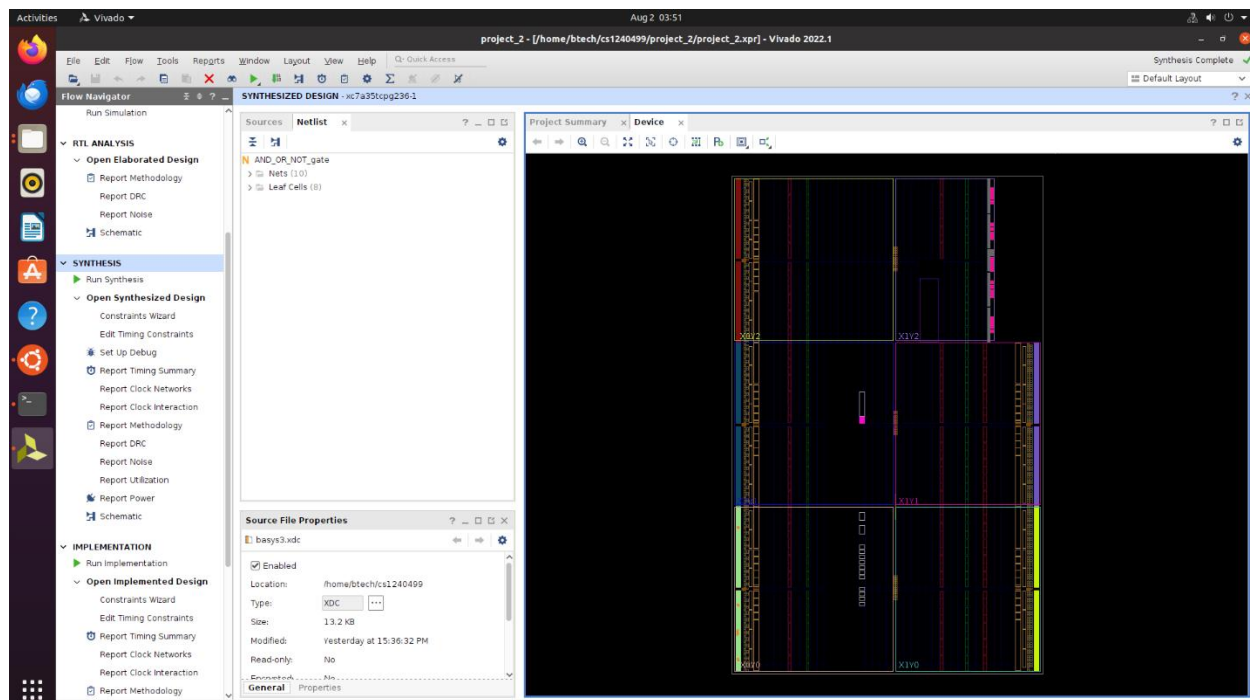 Activities
Vivado
Aug 2 03:51
project_2 - [/home/btech/cs1240499/project_2/project_2.xpr] - Vivado 2022.1
File Edit Flow Tools Reports Window Layout View Help
Q- Quick Access
Synthesis Complete
Default Layout
Flow Navigator
Run Simulation
RTL ANALYSIS
Open Elaborated Design
Report Methodology
Report DRC
Report Noise
Schematic
SYNTHESIS
Run Synthesis
Open Synthesized Design
Constraints Wizard
Edit Timing Constraints
Set Up Debug
Report Timing Summary
Report Clock Networks
Report Clock Interaction
Report Methodology
Report DRC
Report Noise
Report Utilization
Report Power
Schematic
IMPLEMENTATION
Run Implementation
Open Implemented Design
Constraints Wizard
Edit Timing Constraints
Report Timing Summary
Report Clock Networks
Report Clock Interaction
Report Methodology
SYNTHESIZED DESIGN - xc7a35tcpg236-1
Sources Netlist
N AND_OR_NOT_gate
Nets (10)
Leaf Cells (8)
Source File Properties
basys3.xdc
Enabled
Location: /home/btech/cs1240499
Type: XDC
Size: 13.2 KB
Modified: Yesterday at 15:36:32 PM
Read-only: No
General Properties
Project Summary Device
X0Y2
X1Y2
X1Y1
X0Y0
X1Y0